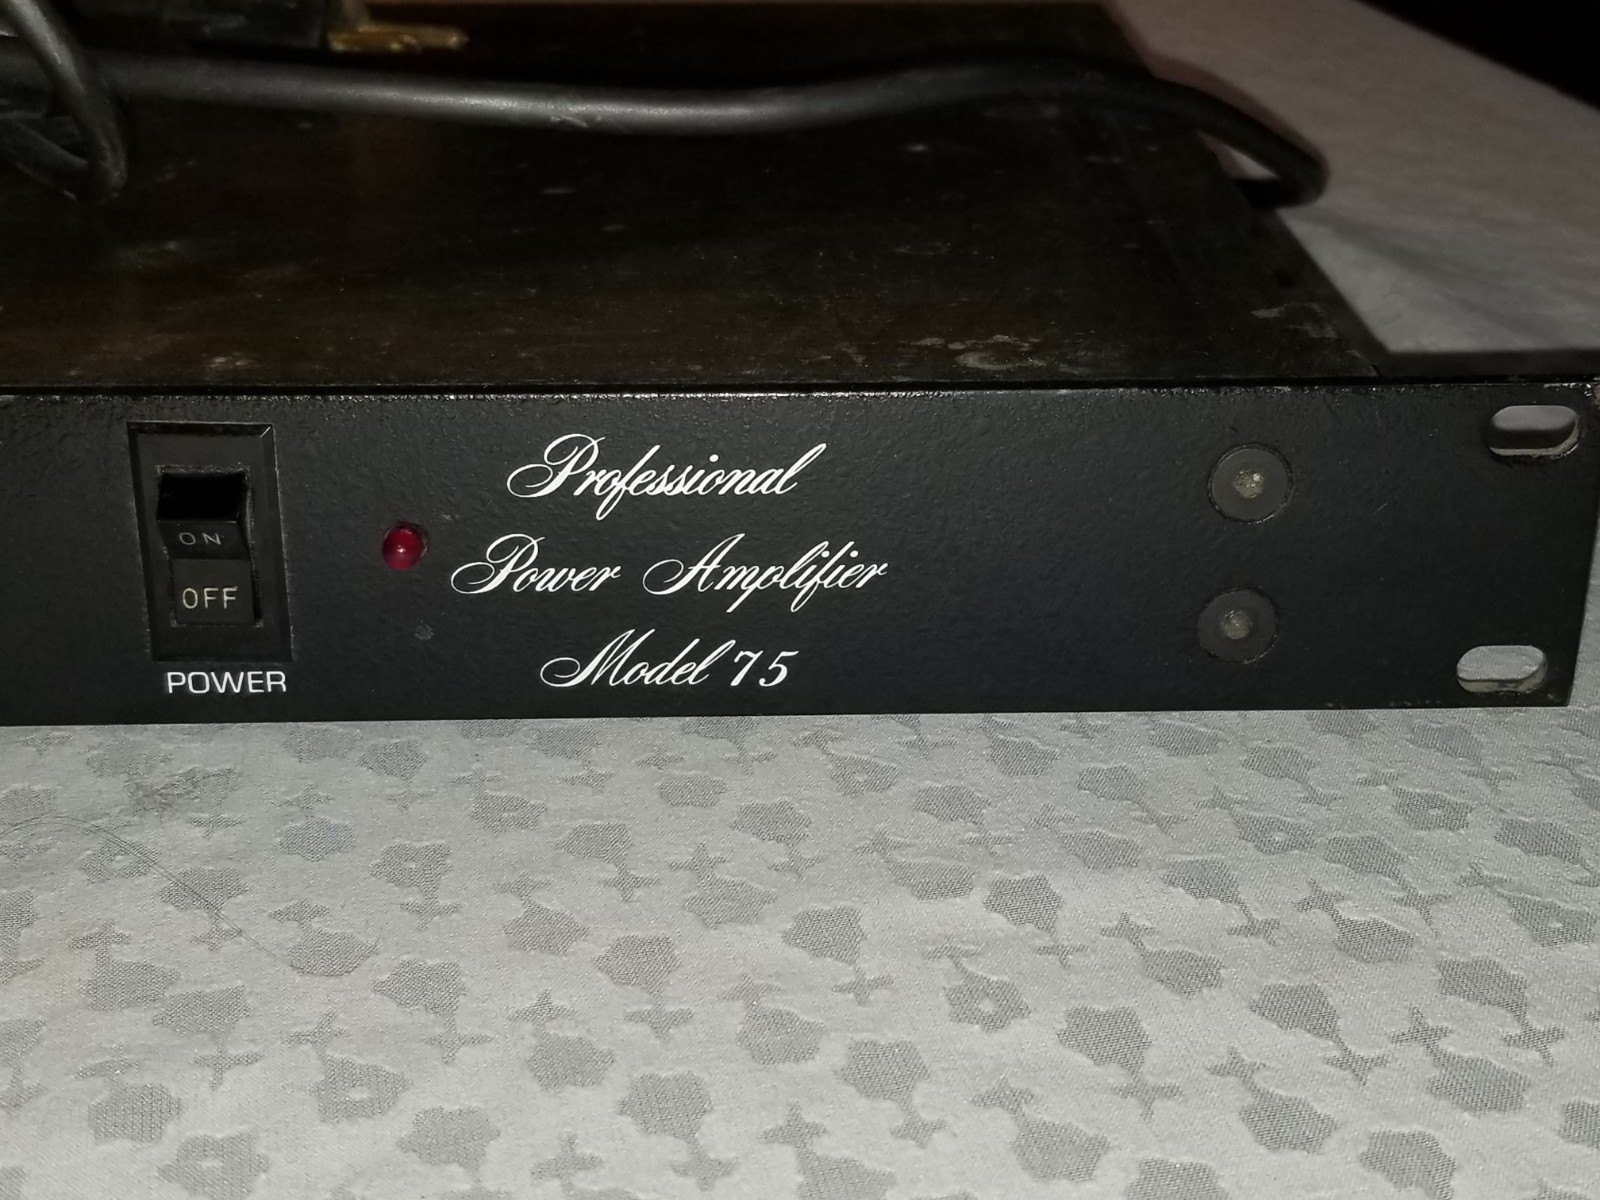 Professional
ON
Power Amplifier
OFF
Model 75
POWER